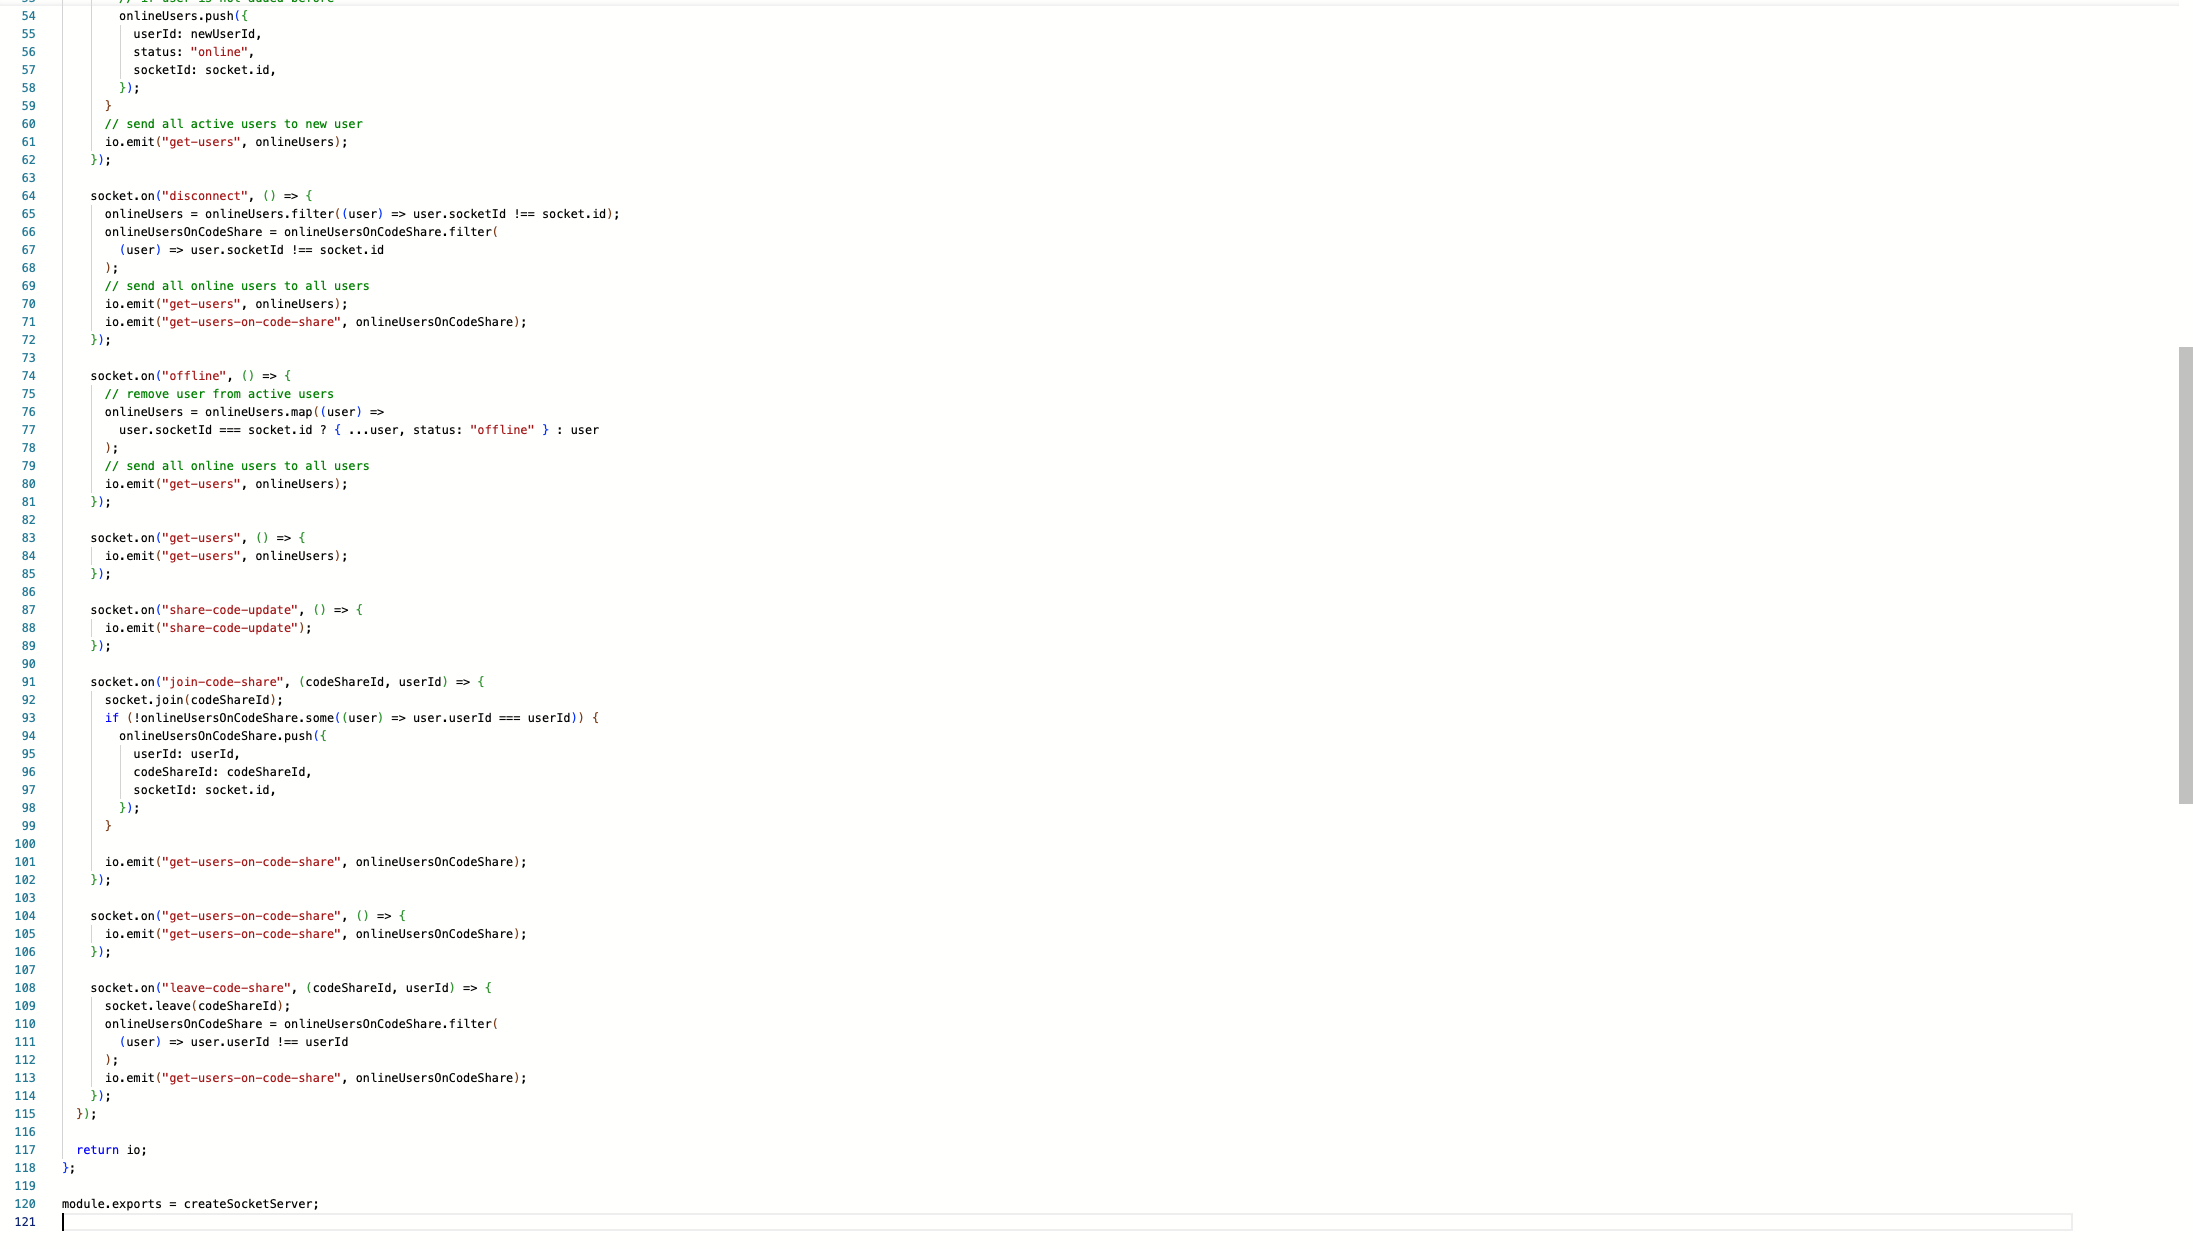 54 onlineUsers.push({
55 userId: newUserId,
56 status: "online",
57 socketId: socket.id,
58 });
59 }
60 // send all active users to new user
61 io.emit("get-users", onlineUsers);
62 });
63
64 socket.on("disconnect", () => {
65 onlineUsers = onlineUsers.filter((user) => user.socketId !== socket.id);
66 onlineUsersOnCodeShare = onlineUsersOnCodeShare.filter(
67 (user) => user.socketId !== socket.id
68 );
69 // send all online users to all users
70 io.emit("get-users", onlineUsers);
71 io.emit("get-users-on-code-share", onlineUsersOnCodeShare);
72 });
73
74 socket.on("offline", () => {
75 // remove user from active users
76 onlineUsers = onlineUsers.map((user) =>
77 user.socketId === socket.id ? { ...user, status: "offline" } : user
78 );
79 // send all online users to all users
80 io.emit("get-users", onlineUsers);
81 });
82
83 socket.on("get-users", () => {
84 io.emit("get-users", onlineUsers);
85 });
86
87 socket.on("share-code-update", () => {
88 io.emit("share-code-update");
89 });
90
91 socket.on("join-code-share", (codeShareId, userId) => {
92 socket.join(codeShareId);
93 if (!onlineUsersOnCodeShare.some((user) => user.userId === userId)) {
94 onlineUsersOnCodeShare.push({
95 userId: userId,
96 codeShareId: codeShareId,
97 socketId: socket.id,
98 });
99 }
100
101 io.emit("get-users-on-code-share", onlineUsersOnCodeShare);
102 });
103
104 socket.on("get-users-on-code-share", () => {
105 io.emit("get-users-on-code-share", onlineUsersOnCodeShare);
106 });
107
108 socket.on("leave-code-share", (codeShareId, userId) => {
109 socket.leave(codeShareId);
110 onlineUsersOnCodeShare = onlineUsersOnCodeShare.filter(
111 (user) => user.userId !== userId
112 );
113 io.emit("get-users-on-code-share", onlineUsersOnCodeShare);
114 });
115 });
116
117 return io;
118 };
119
120 module.exports = createSocketServer;
121